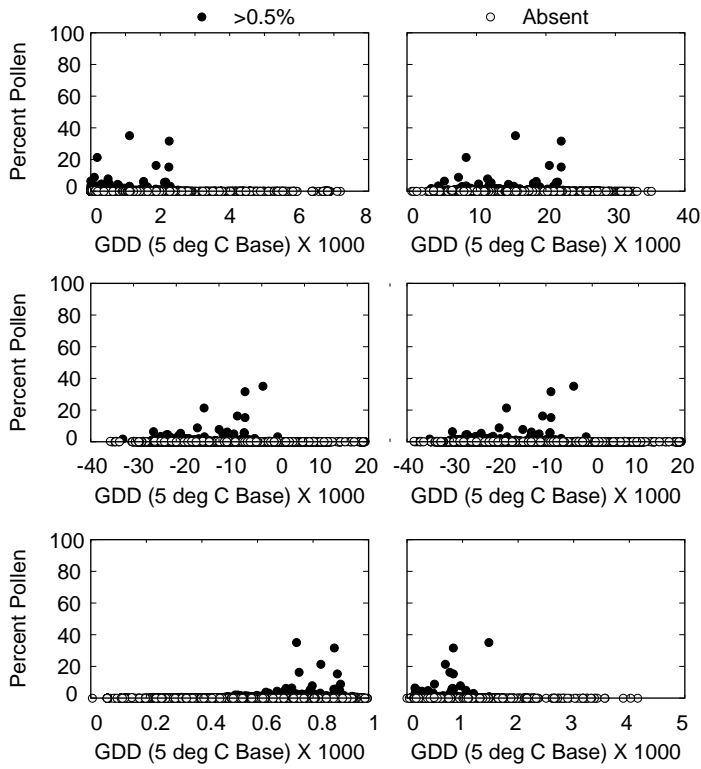 >0.5% Absent
Percent Pollen
100
80
60
40
20
0
0 2 4 6 8
GDD (5 deg C Base) X 1000
0 10 20 30 40
GDD (5 deg C Base) X 1000
Percent Pollen
100
80
60
40
20
0
-40 -30 -20 -10 0 10 20
GDD (5 deg C Base) X 1000
-40 -30 -20 -10 0 10 20
GDD (5 deg C Base) X 1000
Percent Pollen
100
80
60
40
20
0
0 0.2 0.4 0.6 0.8 1
GDD (5 deg C Base) X 1000
0 1 2 3 4 5
GDD (5 deg C Base) X 1000